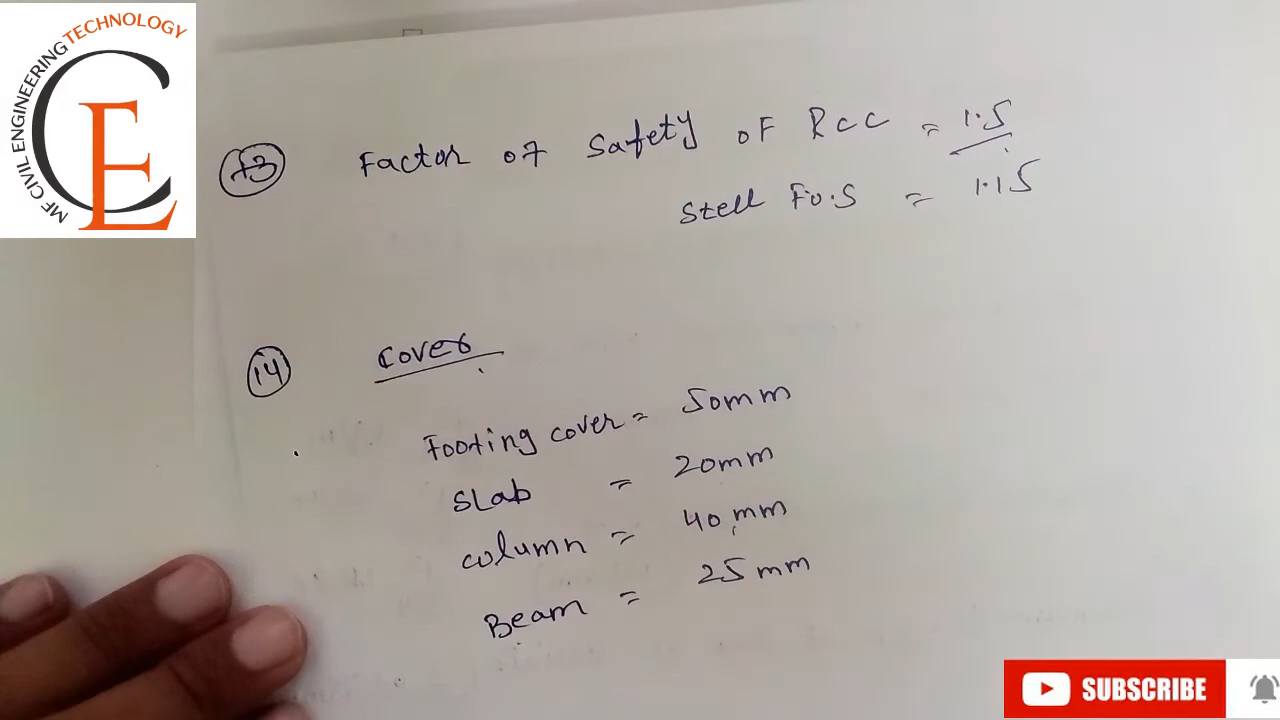 MF CIVIL ENGINEERING TECHNOLOGY
CE
13 Factor of Safety of RCC = 1.5
Stell F.O.S = 1.15
14 Cover
Footing cover = 50mm
SLab = 20mm
column = 40mm
Beam = 25mm
SUBSCRIBE